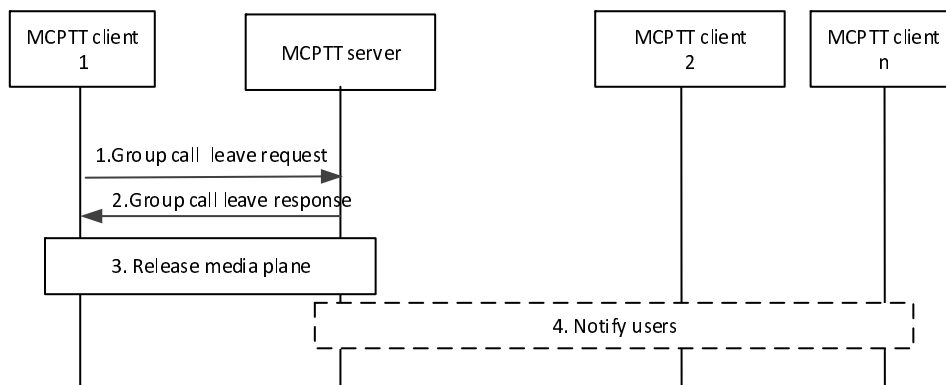 MCPTT client
1
MCPTT server
MCPTT client
2
MCPTT client
n
1.Group call leave request
2.Group call leave response
3. Release media plane
4. Notify users